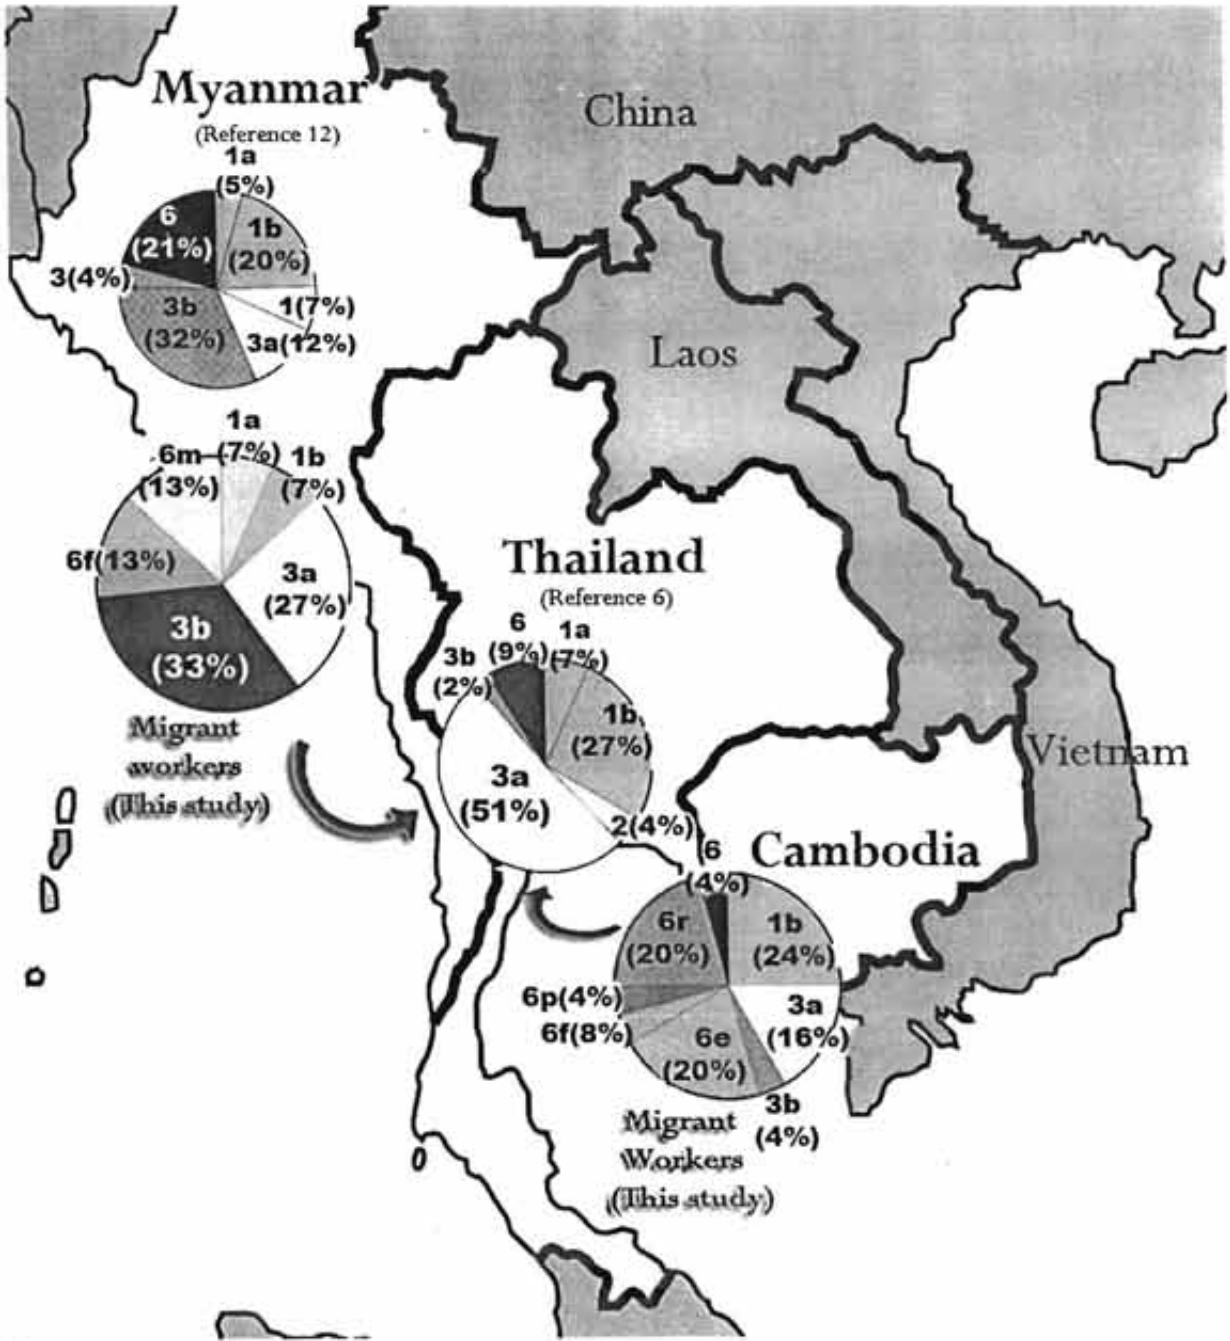 Myanmar
(Reference 12)
1a
(5%)
6
(21%)
1b
(20%)
3(4%)
1(7%)
3b
(32%)
3a(12%)
China
Laos
1a
(7%)
6m
(13%)
1b
(7%)
6f(13%)
3a
(27%)
3b
(33%)
Migrant
workers
(This study)
Thailand
(Reference 6)
6
(9%)
1a
(7%)
3b
(2%)
1b
(27%)
3a
(51%)
2(4%)
Vietnam
Cambodia
6
(4%)
6r
(20%)
1b
(24%)
6p(4%)
3a
(16%)
6f(8%)
6e
(20%)
3b
(4%)
Migrant
Workers
(This study)